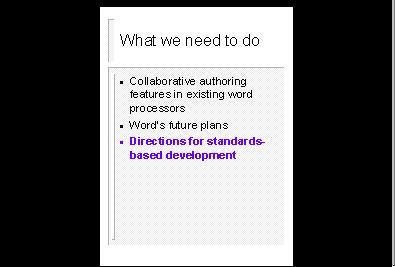 What we need to do
• Collaborative authoring
features in existing word
processors
• Word's future plans
• Directions for standards-
based development